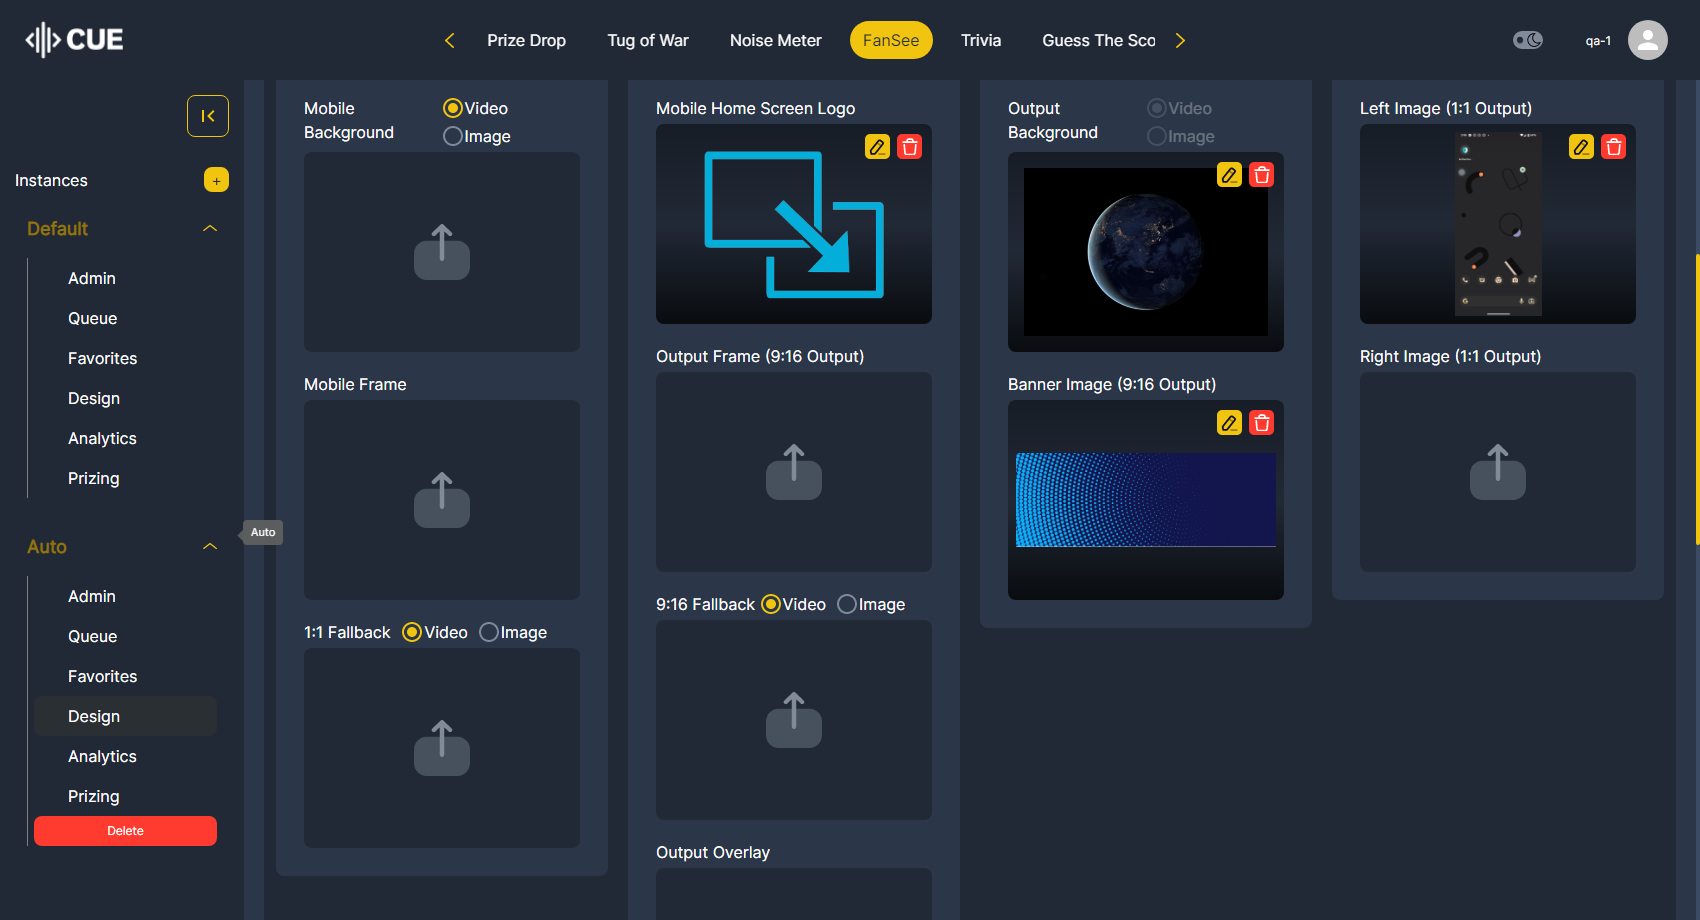 CUE
Prize Drop
Tug of War
Noise Meter
FanSee
Trivia
Guess The Sco
qa-1
Instances
+
Default
Admin
Queue
Favorites
Design
Analytics
Prizing
Auto
Admin
Queue
Favorites
Design
Analytics
Prizing
Delete
Auto
Mobile
Background
Video
Image
Mobile Frame
1:1 Fallback
Video
Image
Mobile Home Screen Logo
Output Frame (9:16 Output)
9:16 Fallback
Video
Image
Output Overlay
Output
Background
Video
Image
Banner Image (9:16 Output)
Left Image (1:1 Output)
Right Image (1:1 Output)